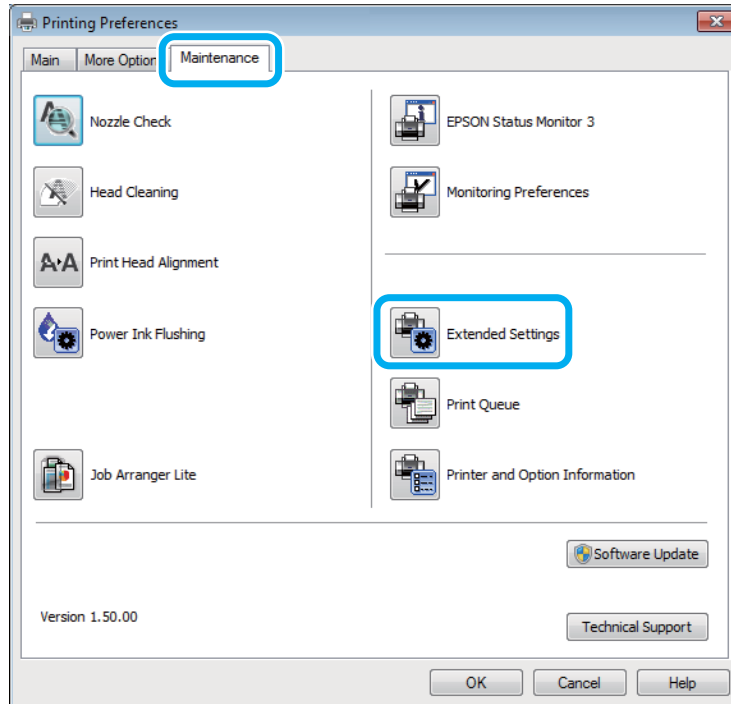 Printing Preferences
Main
More Option
Maintenance
Nozzle Check
Head Cleaning
A A Print Head Alignment
Power Ink Flushing
Job Arranger Lite
EPSON Status Monitor 3
Monitoring Preferences
Extended Settings
Print Queue
Printer and Option Information
Software Update
Version 1.50.00
Technical Support
OK
Cancel
Help